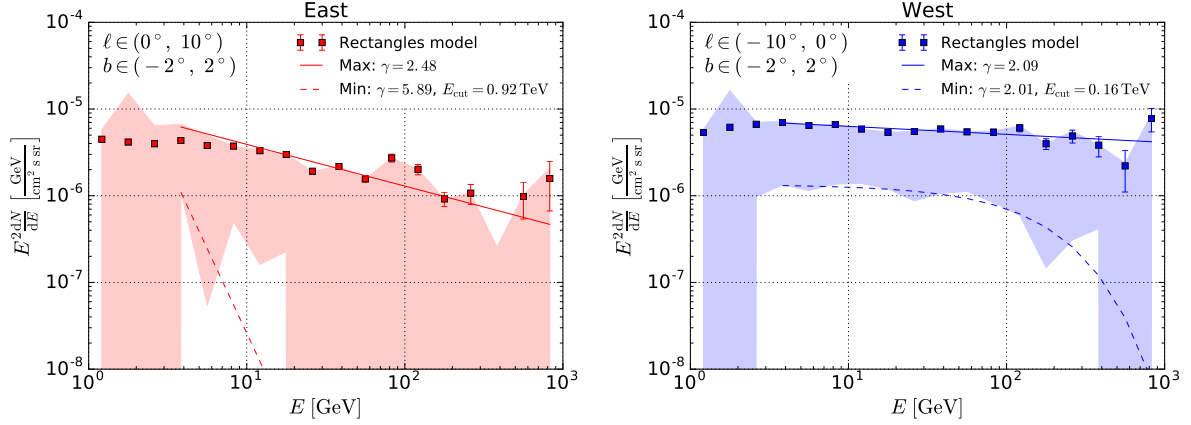 East
ℓ ∈ (0°, 10°)
b ∈ (−2°, 2°)
Rectangles model
Max: γ = 2.48
Min: γ = 5.89, E_cut = 0.92 TeV
10^-4
10^-5
10^-6
10^-7
10^-8
E^2 dN/dE [GeV / cm^2 s sr]
10^0 10^1 10^2 10^3
E [GeV]
West
ℓ ∈ (−10°, 0°)
b ∈ (−2°, 2°)
Rectangles model
Max: γ = 2.09
Min: γ = 2.01, E_cut = 0.16 TeV
10^-4
10^-5
10^-6
10^-7
10^-8
E^2 dN/dE [GeV / cm^2 s sr]
10^0 10^1 10^2 10^3
E [GeV]